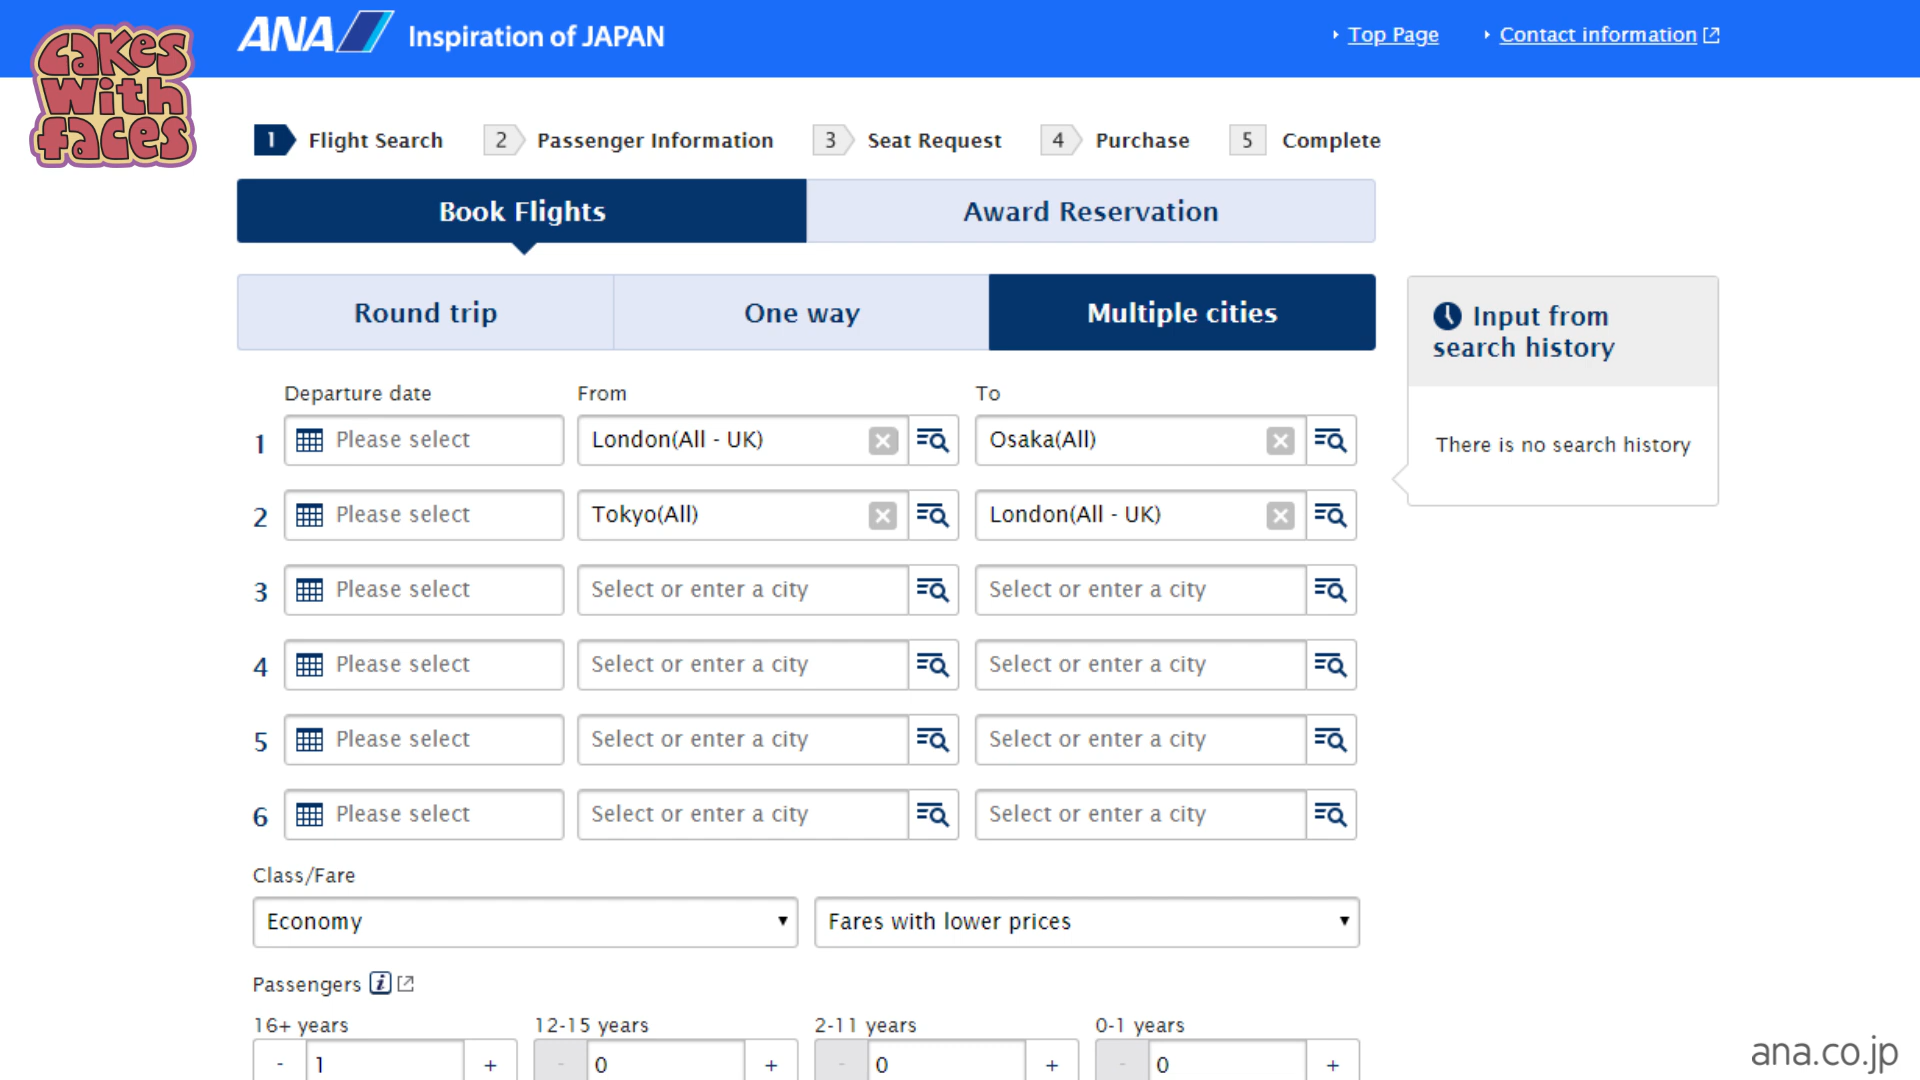 Cakes
With
faces
ANA Inspiration of JAPAN
Top Page
Contact information
1 Flight Search 2 Passenger Information 3 Seat Request 4 Purchase 5 Complete
Book Flights Award Reservation
Round trip One way Multiple cities
Input from
search history
There is no search history
Departure date From To
1 Please select London(All - UK) Osaka(All)
2 Please select Tokyo(All) London(All - UK)
3 Please select Select or enter a city Select or enter a city
4 Please select Select or enter a city Select or enter a city
5 Please select Select or enter a city Select or enter a city
6 Please select Select or enter a city Select or enter a city
Class/Fare
Economy Fares with lower prices
Passengers i
16+ years 12-15 years 2-11 years 0-1 years
- 1 + - 0 + - 0 + - 0 +
ana.co.jp